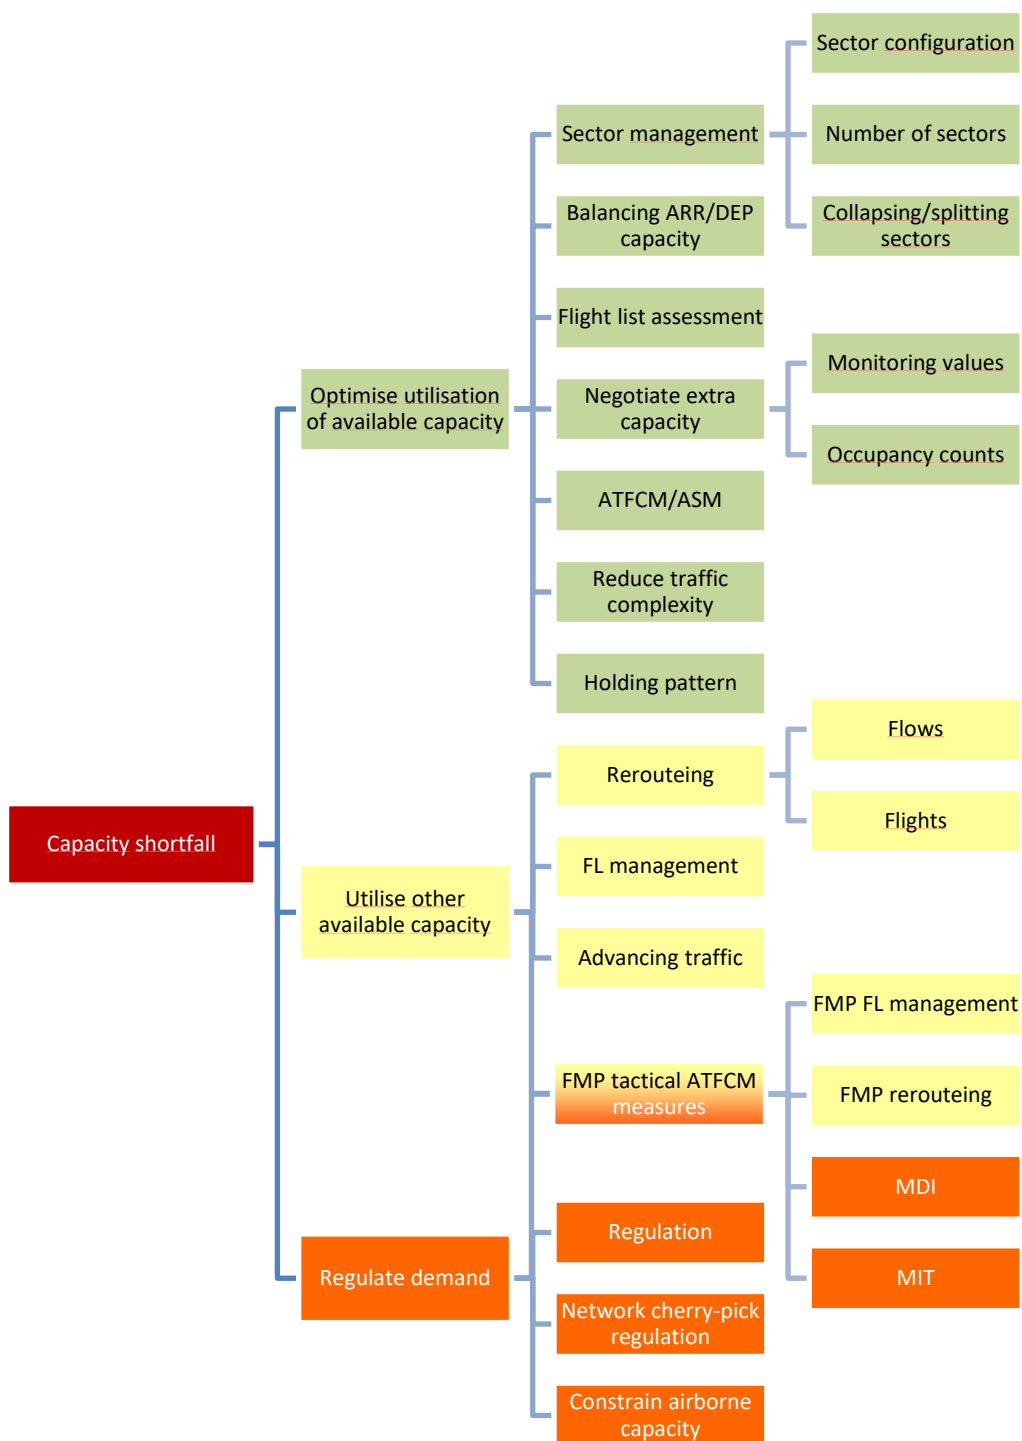 Capacity shortfall
Optimise utilisation
of available capacity
Sector management
Sector configuration
Number of sectors
Collapsing/splitting
sectors
Balancing ARR/DEP
capacity
Flight list assessment
Negotiate extra
capacity
Monitoring values
Occupancy counts
ATFCM/ASM
Reduce traffic
complexity
Holding pattern
Utilise other
available capacity
Rerouteing
Flows
Flights
FL management
Advancing traffic
FMP tactical ATFCM
measures
FMP FL management
FMP rerouteing
MDI
MIT
Regulate demand
Regulation
Network cherry-pick
regulation
Constrain airborne
capacity